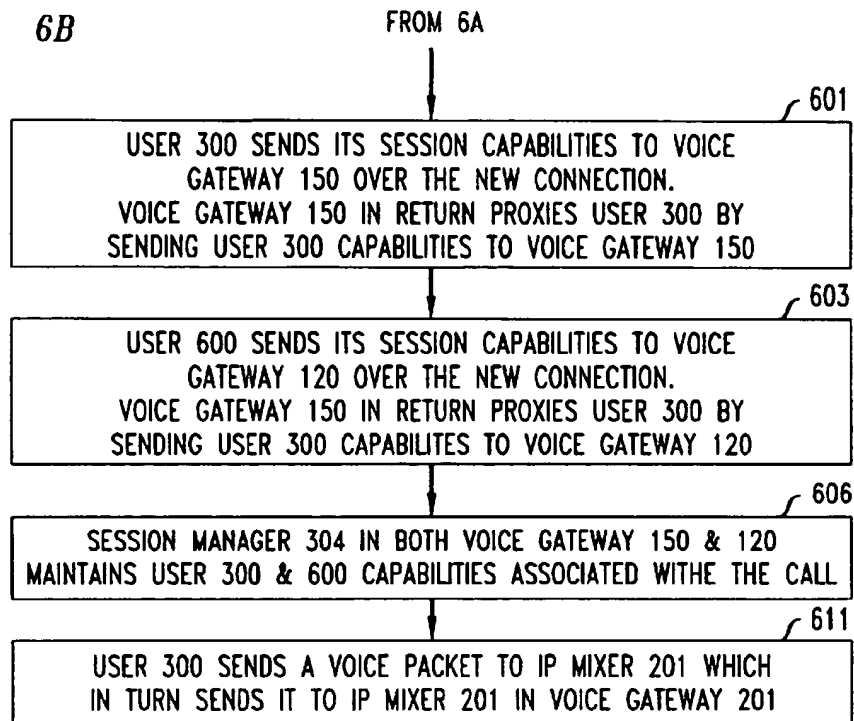 6B
FROM 6A
601
USER 300 SENDS ITS SESSION CAPABILITIES TO VOICE
GATEWAY 150 OVER THE NEW CONNECTION.
VOICE GATEWAY 150 IN RETURN PROXIES USER 300 BY
SENDING USER 300 CAPABILITIES TO VOICE GATEWAY 150
603
USER 600 SENDS ITS SESSION CAPABILITIES TO VOICE
GATEWAY 120 OVER THE NEW CONNECTION.
VOICE GATEWAY 150 IN RETURN PROXIES USER 300 BY
SENDING USER 300 CAPABILITES TO VOICE GATEWAY 120
606
SESSION MANAGER 304 IN BOTH VOICE GATEWAY 150 & 120
MAINTAINS USER 300 & 600 CAPABILITIES ASSOCIATED WITHE THE CALL
611
USER 300 SENDS A VOICE PACKET TO IP MIXER 201 WHICH
IN TURN SENDS IT TO IP MIXER 201 IN VOICE GATEWAY 201